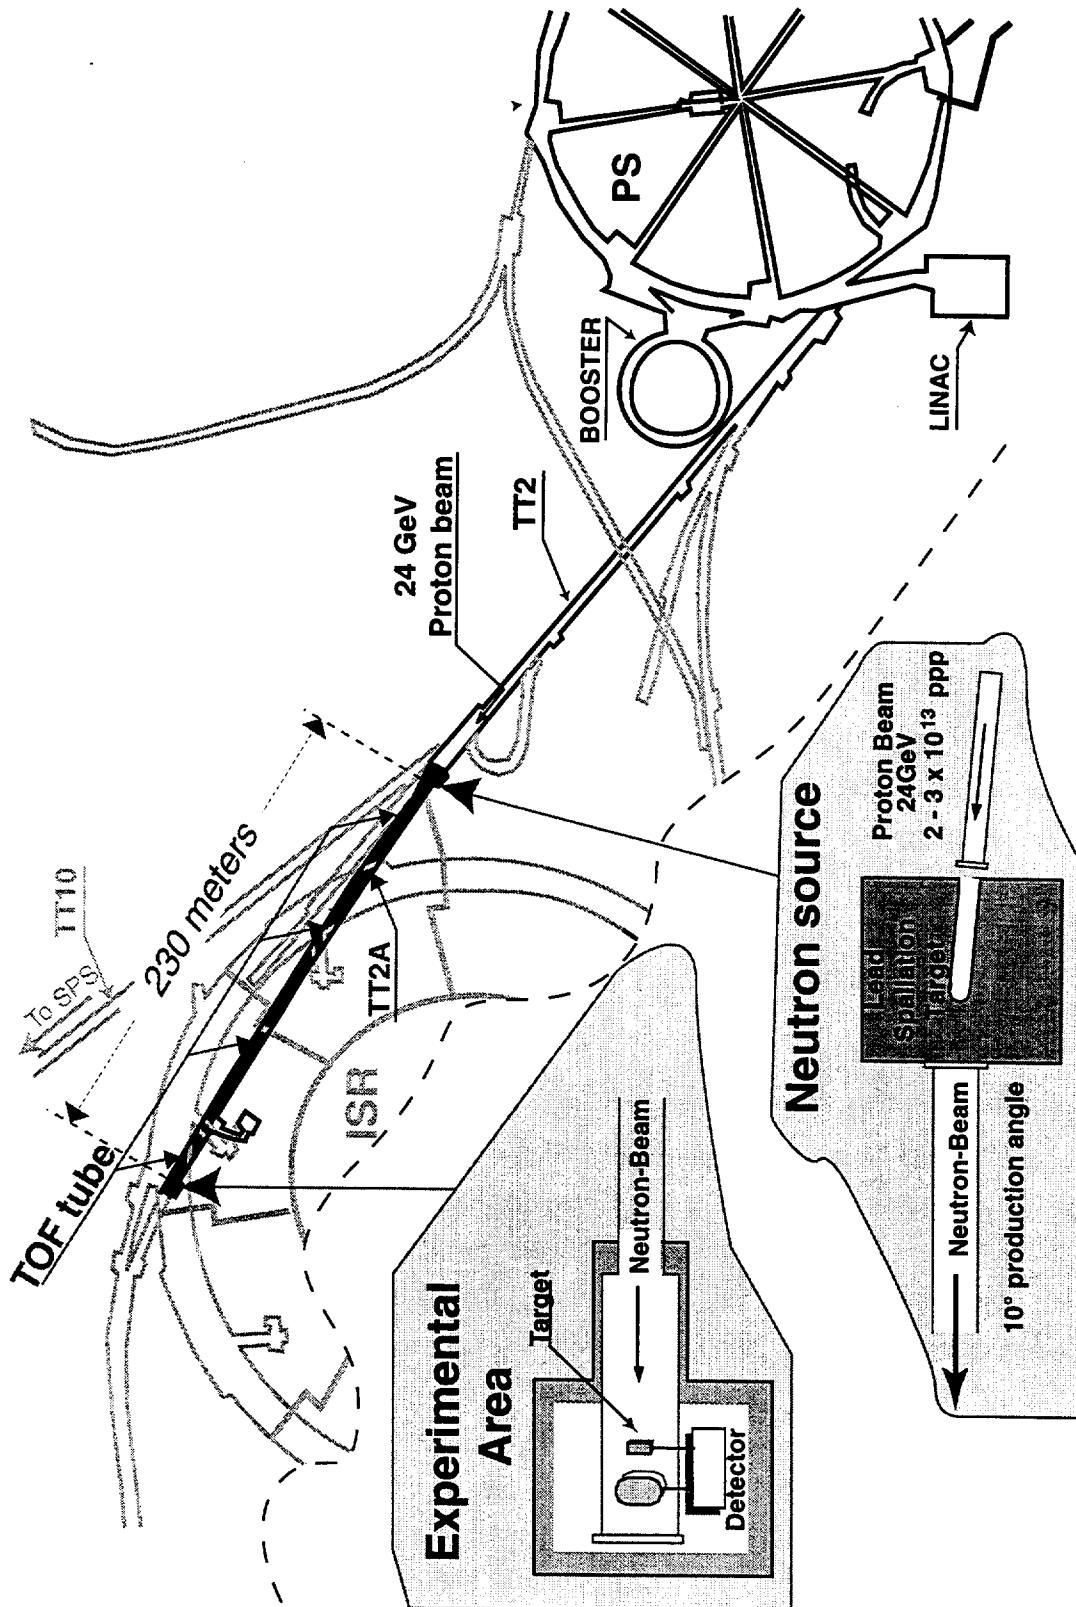 TOF tube
To SPS
TT10
230 meters
ISR
TT2A
24 GeV
Proton beam
TT2
BOOSTER
PS
LINAC
Experimental
Area
Target
Neutron-Beam
Detector
Neutron source
Lead
Spallation
Target
Proton Beam
24GeV
2 - 3 x 10¹³ ppp
Neutron-Beam
10° production angle